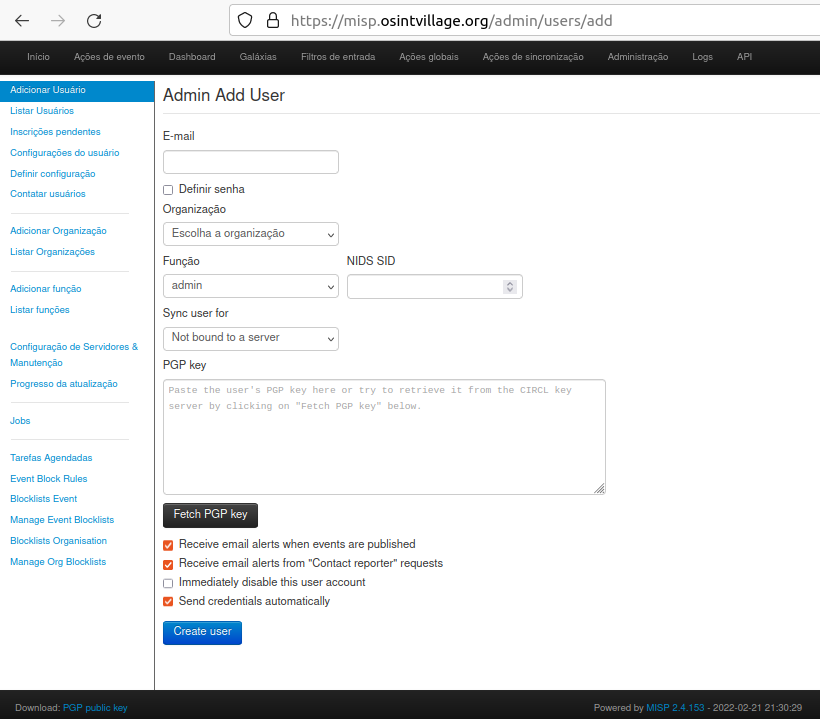 https://misp.osintvillage.org/admin/users/add
Início Ações de evento Dashboard Galáxias Filtros de entrada Ações globais Ações de sincronização Administração Logs API
Adicionar Usuário
Listar Usuários
Inscrições pendentes
Configurações do usuário
Definir configuração
Contatar usuários
Adicionar Organização
Listar Organizações
Adicionar função
Listar funções
Configuração de Servidores &
Manutenção
Progresso da atualização
Jobs
Tarefas Agendadas
Event Block Rules
Blocklists Event
Manage Event Blocklists
Blocklists Organisation
Manage Org Blocklists
Admin Add User
E-mail
Definir senha
Organização
Escolha a organização
Função NIDS SID
admin
Sync user for
Not bound to a server
PGP key
Paste the user's PGP key here or try to retrieve it from the CIRCL key
server by clicking on "Fetch PGP key" below.
Fetch PGP key
Receive email alerts when events are published
Receive email alerts from "Contact reporter" requests
Immediately disable this user account
Send credentials automatically
Create user
Download: PGP public key
Powered by MISP 2.4.153 - 2022-02-21 21:30:29